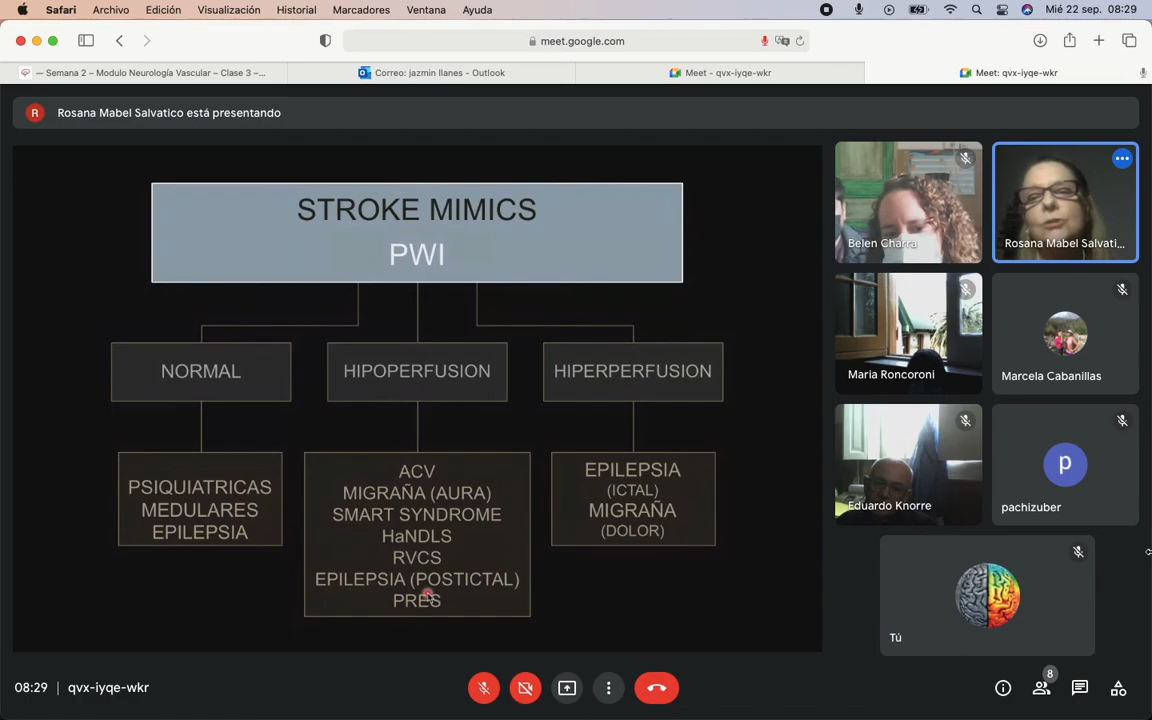 Safari Archivo Edición Visualización Historial Marcadores Ventana Ayuda Mié 22 sep. 08:29
meet.google.com
— Semana 2 – Modulo Neurología Vascular – Clase 3 –... Correo: jazmin llanes – Outlook Meet - qvx-iyqe-wkr Meet: qvx-iyqe-wkr
R Rosana Mabel Salvatico está presentando
STROKE MIMICS
PWI
NORMAL
HIPOPERFUSION
HIPERPERFUSION
PSIQUIATRICAS
MEDULARES
EPILEPSIA
ACV
MIGRAÑA (AURA)
SMART SYNDROME
HaNDLS
RVCS
EPILEPSIA (POSTICTAL)
PRES
EPILEPSIA
(ICTAL)
MIGRAÑA
(DOLOR)
Belen Charra
Rosana Mabel Salvati...
Maria Roncoroni
Marcela Cabanillas
Eduardo Knorre
p
pachizuber
Tú
08:29 | qvx-iyqe-wkr
8